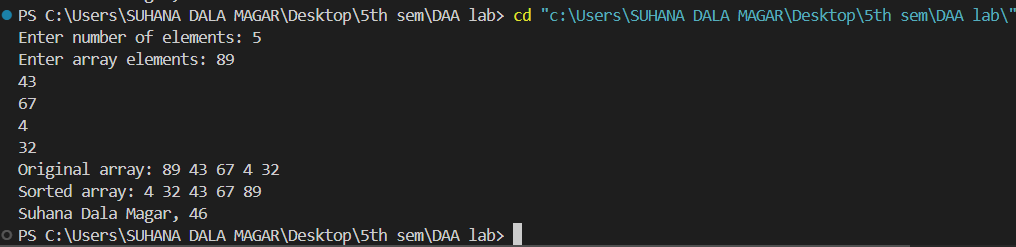 PS C:\Users\SUHANA DALA MAGAR\Desktop\5th sem\DAA lab> cd "c:\Users\SUHANA DALA MAGAR\Desktop\5th sem\DAA lab\"
Enter number of elements: 5
Enter array elements: 89
43
67
4
32
Original array: 89 43 67 4 32
Sorted array: 4 32 43 67 89
Suhana Dala Magar, 46
PS C:\Users\SUHANA DALA MAGAR\Desktop\5th sem\DAA lab>